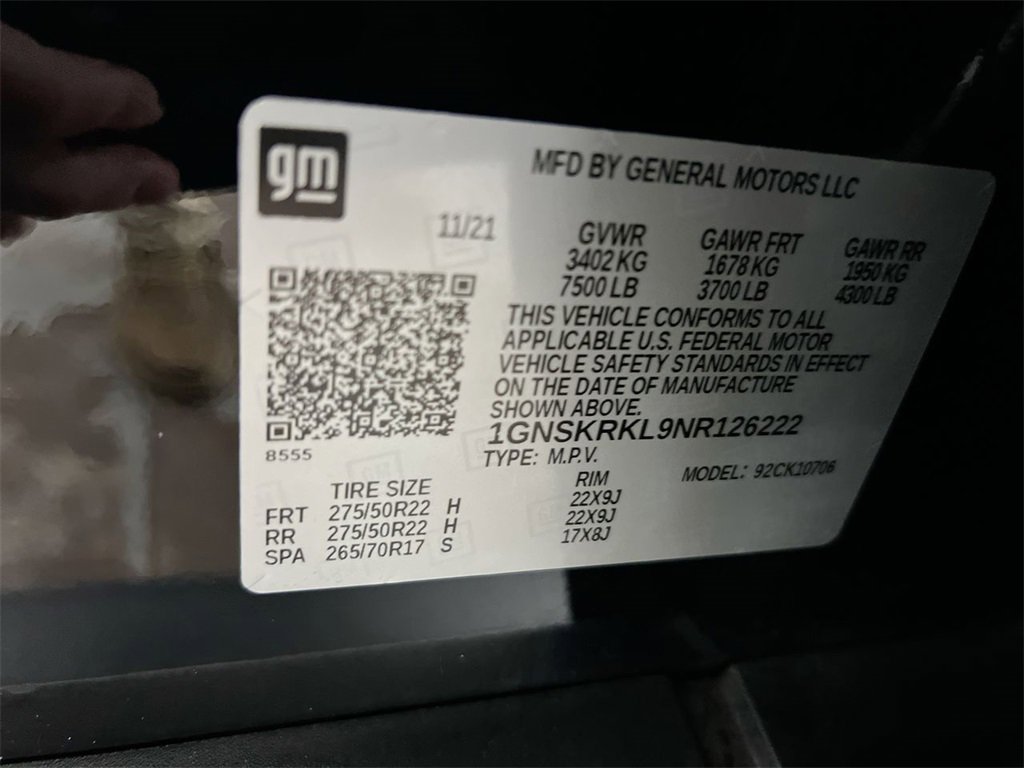 gm
MFD BY GENERAL MOTORS LLC
11/21
GVWR GAWR FRT GAWR RR
3402 KG 1678 KG 1950 KG
7500 LB 3700 LB 4300 LB
THIS VEHICLE CONFORMS TO ALL
APPLICABLE U.S. FEDERAL MOTOR
VEHICLE SAFETY STANDARDS IN EFFECT
ON THE DATE OF MANUFACTURE
SHOWN ABOVE.
1GNSKRKL9NR126222
8555
TYPE: M.P.V.
MODEL: 92CK10706
TIRE SIZE RIM
FRT 275/50R22 H 22X9J
RR 275/50R22 H 22X9J
SPA 265/70R17 S 17X8J